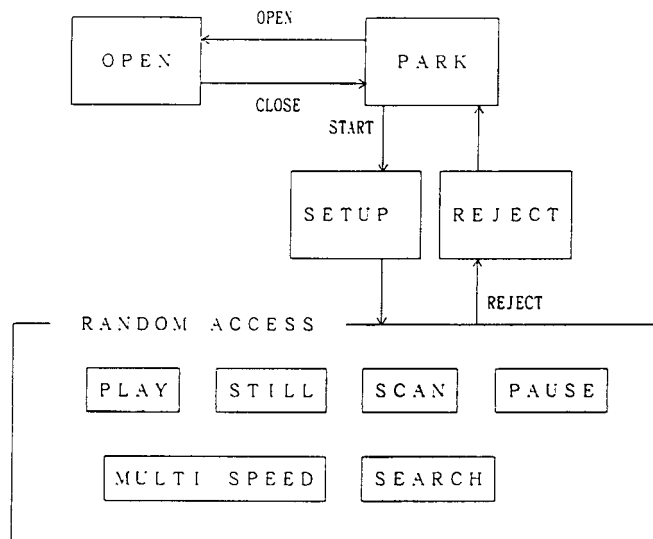 OPEN
OPEN
PARK
CLOSE
START
SETUP
REJECT
REJECT
RANDOM ACCESS
PLAY
STILL
SCAN
PAUSE
MULTI SPEED
SEARCH